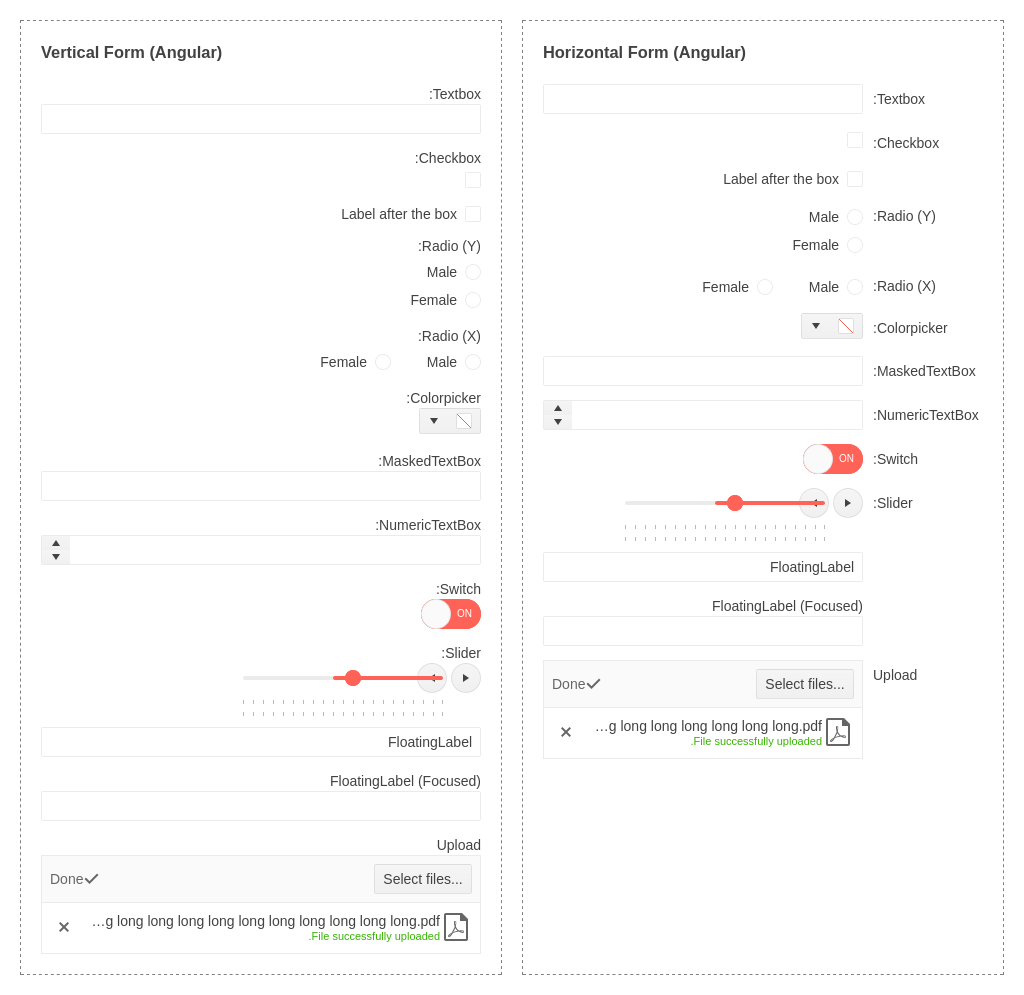 Vertical Form (Angular)
:Textbox
:Checkbox
Label after the box
:Radio (Y)
Male
Female
:Radio (X)
Female Male
:Colorpicker
:MaskedTextBox
:NumericTextBox
:Switch
ON
:Slider
FloatingLabel
FloatingLabel (Focused)
Upload
Done Select files...
...g long long long long long long long long long long.pdf
.File successfully uploaded
Horizontal Form (Angular)
:Textbox
:Checkbox
Label after the box
Male :Radio (Y)
Female
Female Male :Radio (X)
:Colorpicker
:MaskedTextBox
:NumericTextBox
ON :Switch
:Slider
FloatingLabel
FloatingLabel (Focused)
Upload
Done Select files...
...g long long long long long long.pdf
.File successfully uploaded